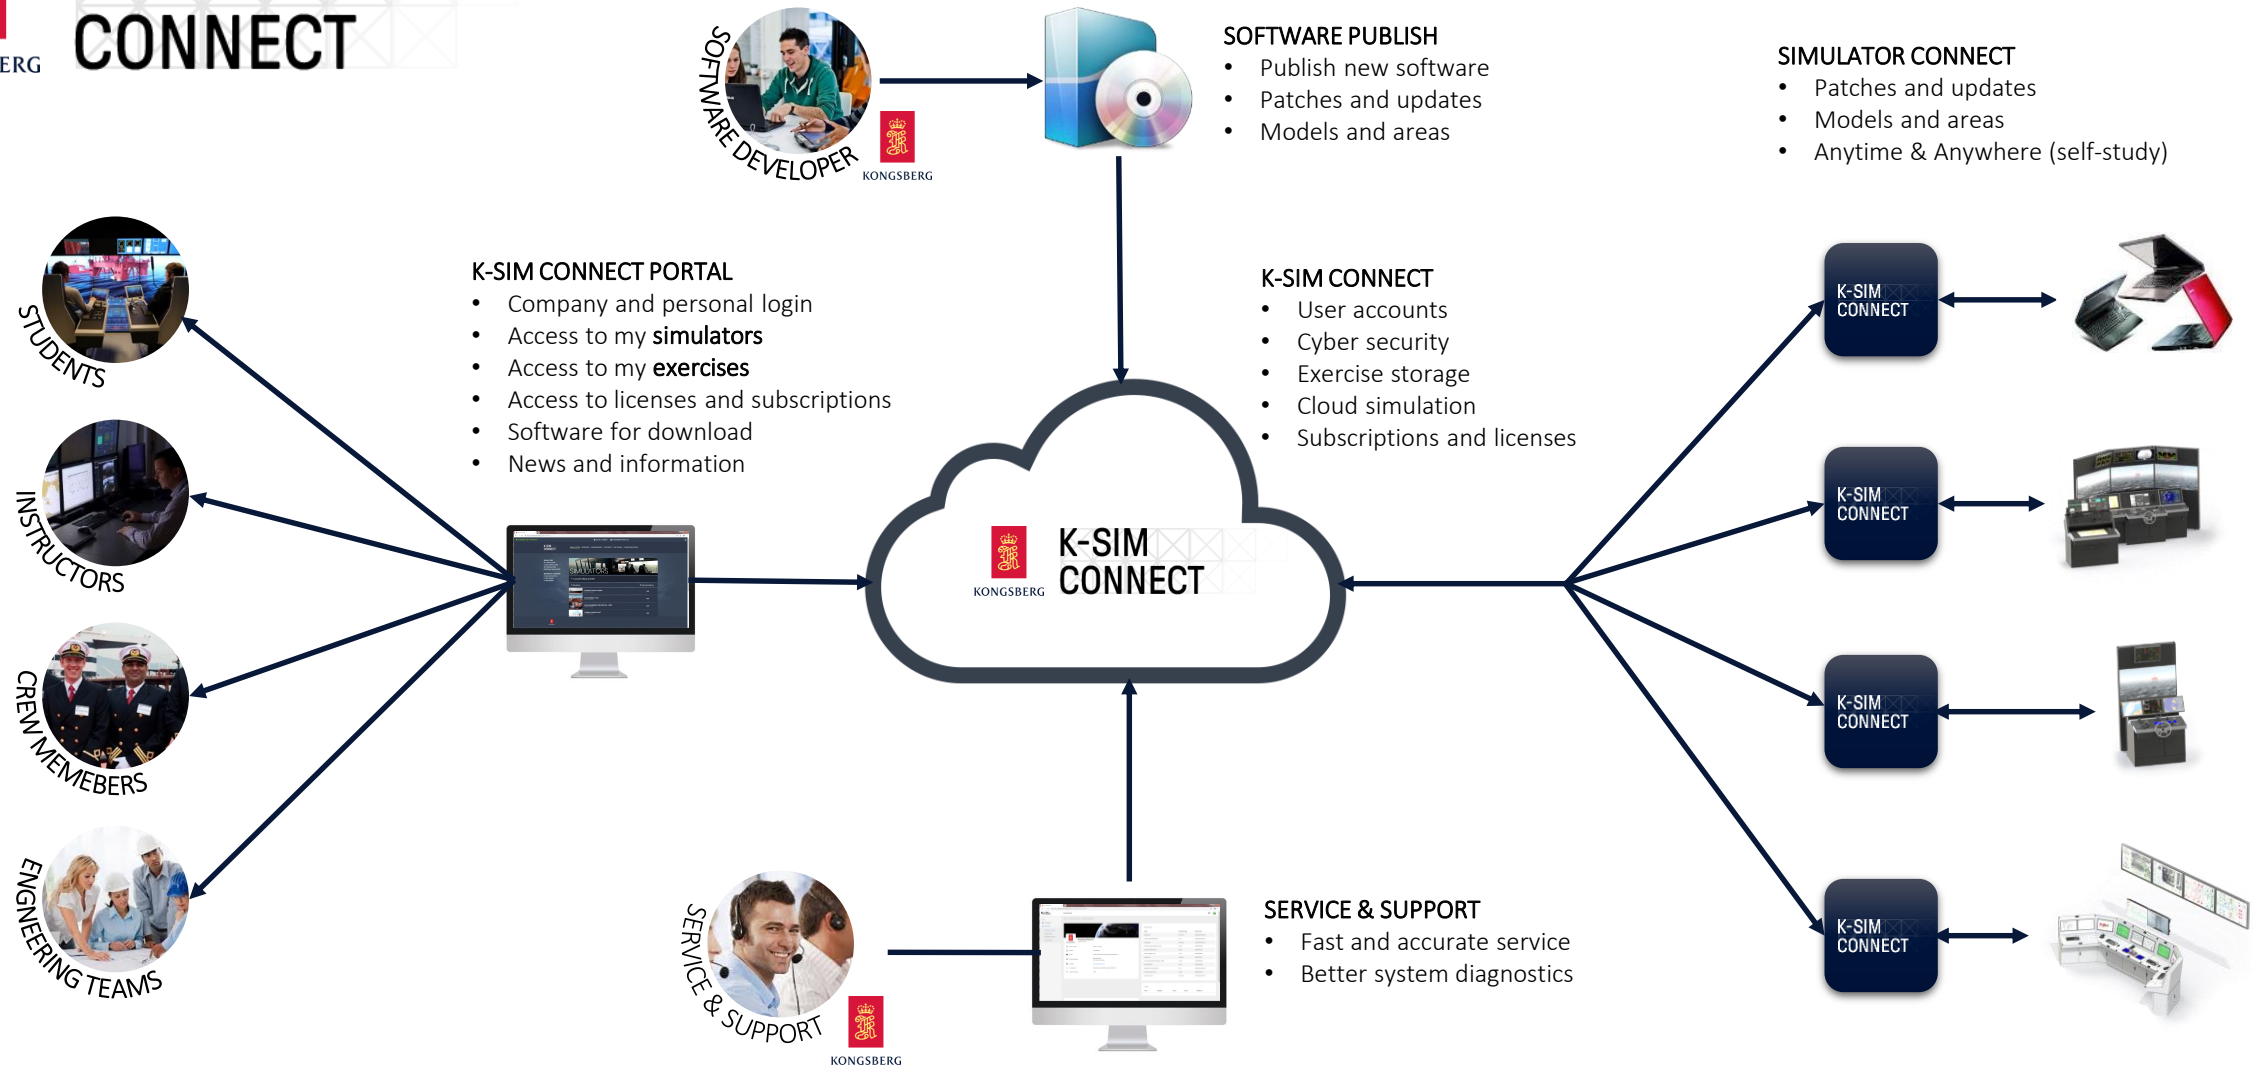 ERG
CONNECT
SOFTWARE DEVELOPER
KONGSBERG
SOFTWARE PUBLISH
• Publish new software
• Patches and updates
• Models and areas
SIMULATOR CONNECT
• Patches and updates
• Models and areas
• Anytime & Anywhere (self-study)
STUDENTS
INSTRUCTORS
CREW MEMEBERS
ENGNEERING TEAMS
K-SIM CONNECT PORTAL
• Company and personal login
• Access to my simulators
• Access to my exercises
• Access to licenses and subscriptions
• Software for download
• News and information
K-SIM CONNECT
• User accounts
• Cyber security
• Exercise storage
• Cloud simulation
• Subscriptions and licenses
K-SIM
CONNECT
SIMULATORS
KONGSBERG
K-SIM
CONNECT
K-SIM
CONNECT
K-SIM
CONNECT
K-SIM
CONNECT
K-SIM
CONNECT
SERVICE & SUPPORT
KONGSBERG
SERVICE & SUPPORT
• Fast and accurate service
• Better system diagnostics